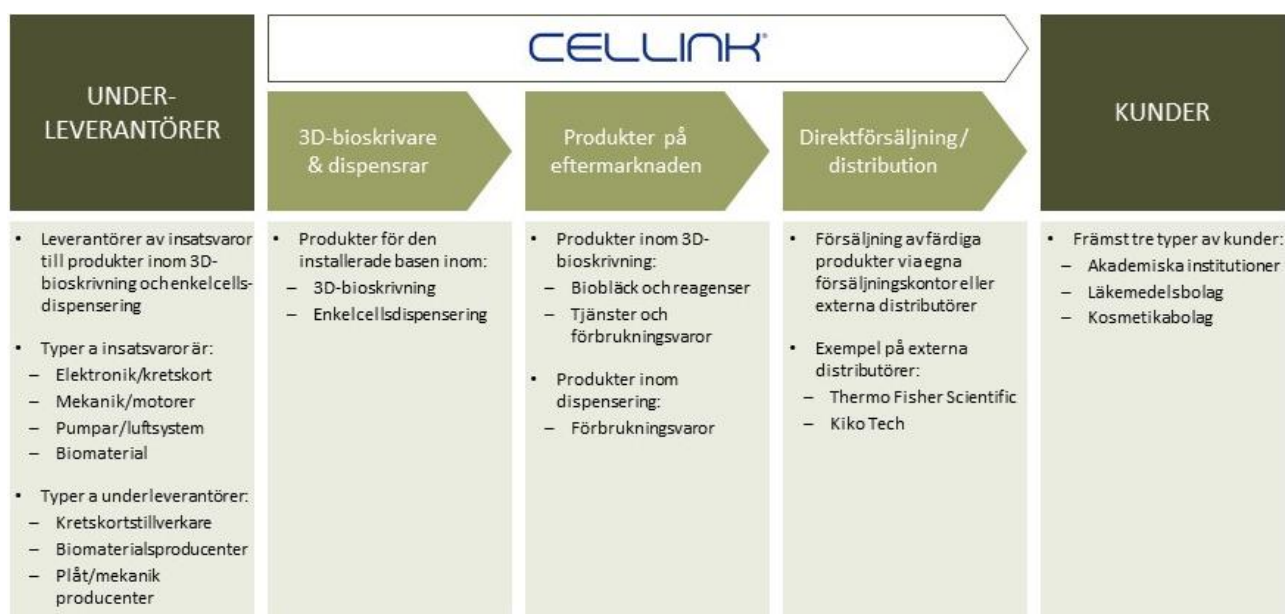 CELLINK®
UNDER-
LEVERANTÖRER
3D-bioskrivare
& dispensrar
Produkter på
eftermarknaden
Direktförsäljning/
distribution
KUNDER
• Leverantörer av insatsvaror
till produkter inom 3D-
bioskrivning och enkelcells-
dispensering
• Typer a insatsvaror är:
– Elektronik/kretskort
– Mekanik/motorer
– Pumpar/luftsystem
– Biomaterial
• Typer a underleverantörer:
– Kretskortstillverkare
– Biomaterialsproducenter
– Plåt/mekanik
producenter
• Produkter för den
installerade basen inom:
– 3D-bioskrivning
– Enkelcellsdispensering
• Produkter inom 3D-
bioskrivning:
– Biobläck och reagenser
– Tjänster och
förbrukningsvaror
• Produkter inom
dispensering:
– Förbrukningsvaror
• Försäljning av färdiga
produkter via egna
försäljningskontor eller
externa distributörer
• Exempel på externa
distributörer:
– Thermo Fisher Scientific
– Kiko Tech
• Främst tre typer av kunder:
– Akademiska institutioner
– Läkemedelsbolag
– Kosmetikabolag